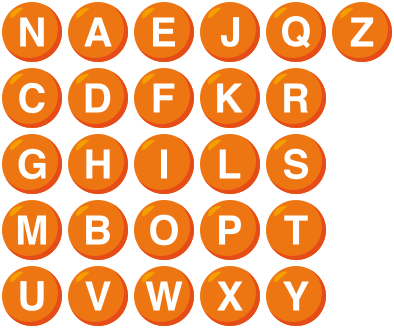 N A E J Q Z
C D F K R
G H I L S
M B O P T
U V W X Y